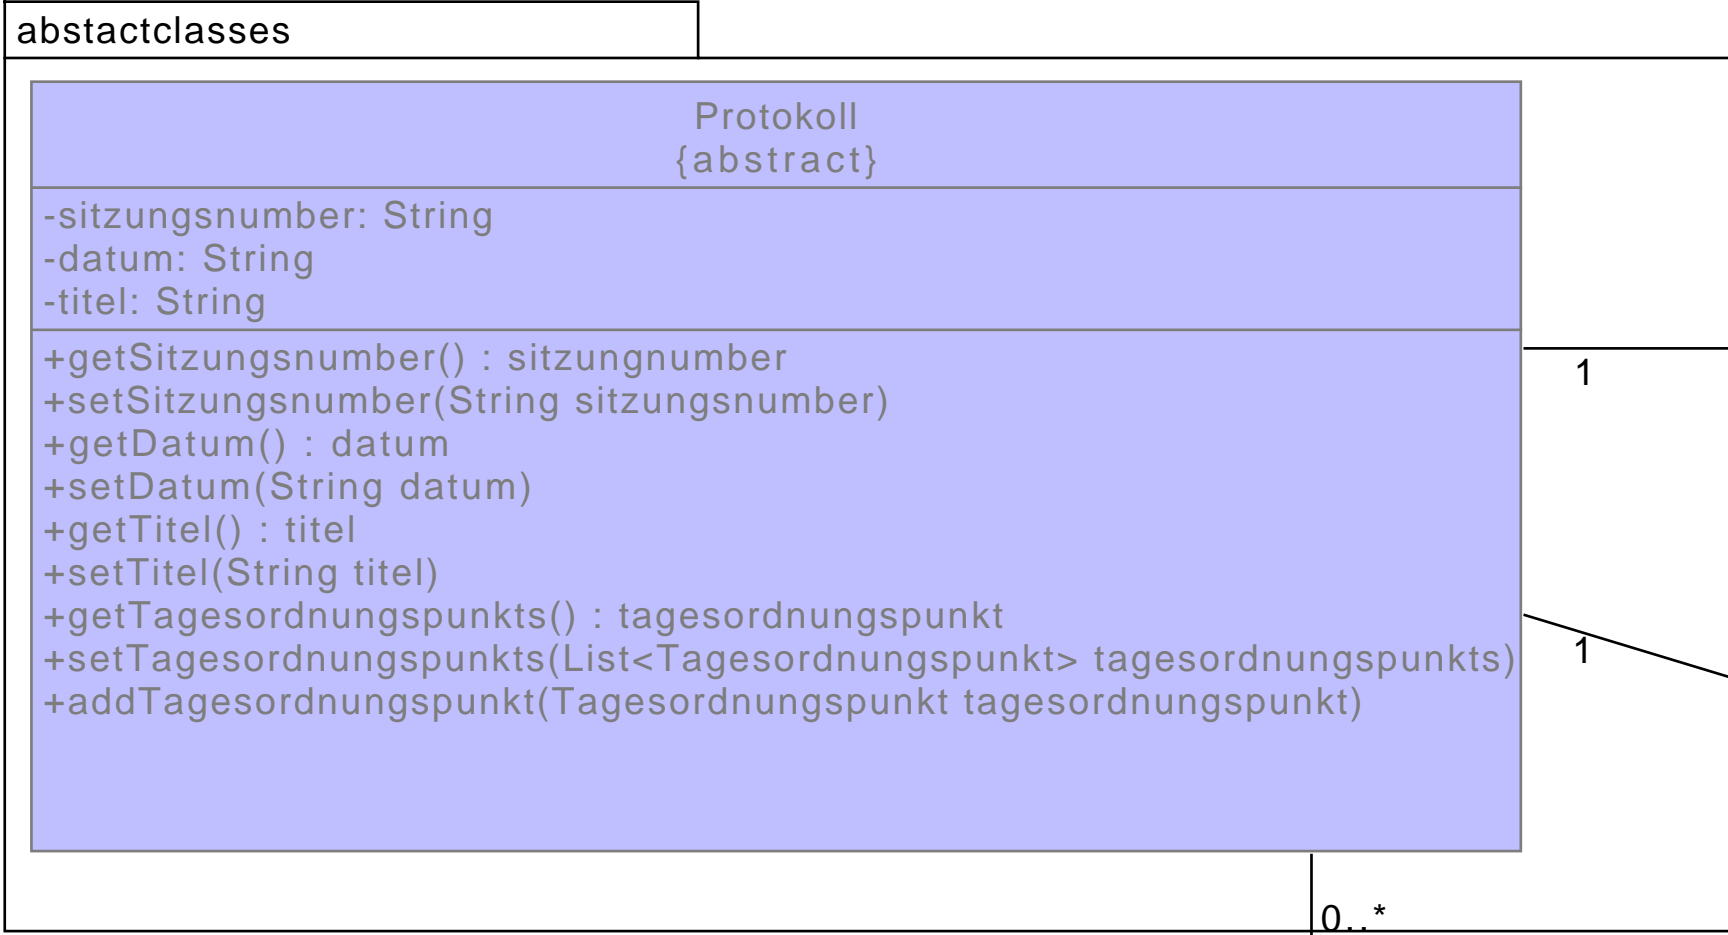 abstactclasses
Protokoll
{abstract}
-sitzungsnumber: String
-datum: String
-titel: String
+getSitzungsnumber() : sitzungnumber
+setSitzungsnumber(String sitzungsnumber)
+getDatum() : datum
+setDatum(String datum)
+getTitel() : titel
+setTitel(String titel)
+getTagesordnungspunkts() : tagesordnungspunkt
+setTagesordnungspunkts(List<Tagesordnungspunkt> tagesordnungspunkts)
+addTagesordnungspunkt(Tagesordnungspunkt tagesordnungspunkt)
1
1
0..*